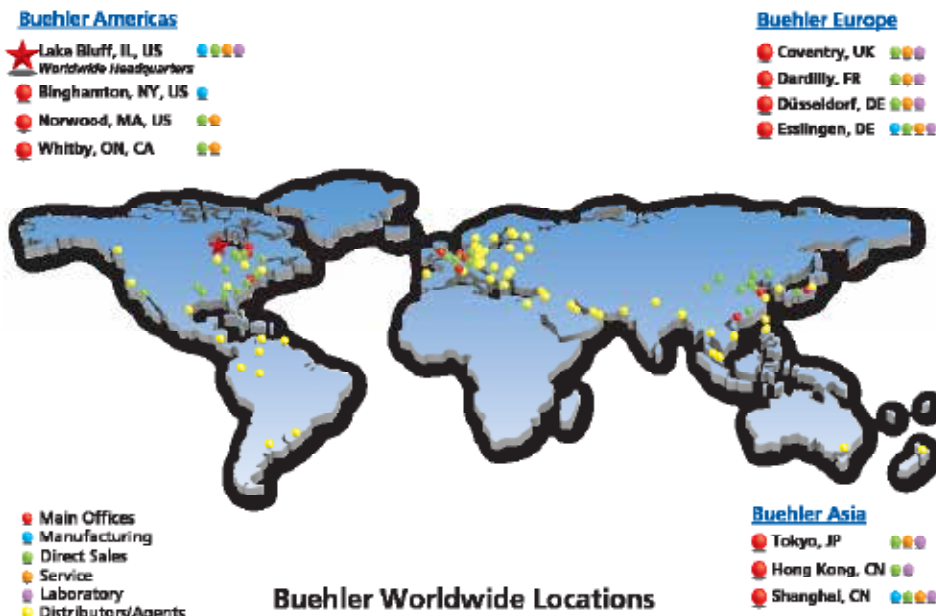 Buehler Americas
Lake Bluff, IL, US
Worldwide Headquarters
Binghamton, NY, US
Norwood, MA, US
Whitby, ON, CA
Buehler Europe
Coventry, UK
Dardilly, FR
Düsseldorf, DE
Esslingen, DE
Main Offices
Manufacturing
Direct Sales
Service
Laboratory
Distributors/Agents
Buehler Worldwide Locations
Buehler Asia
Tokyo, JP
Hong Kong, CN
Shanghai, CN